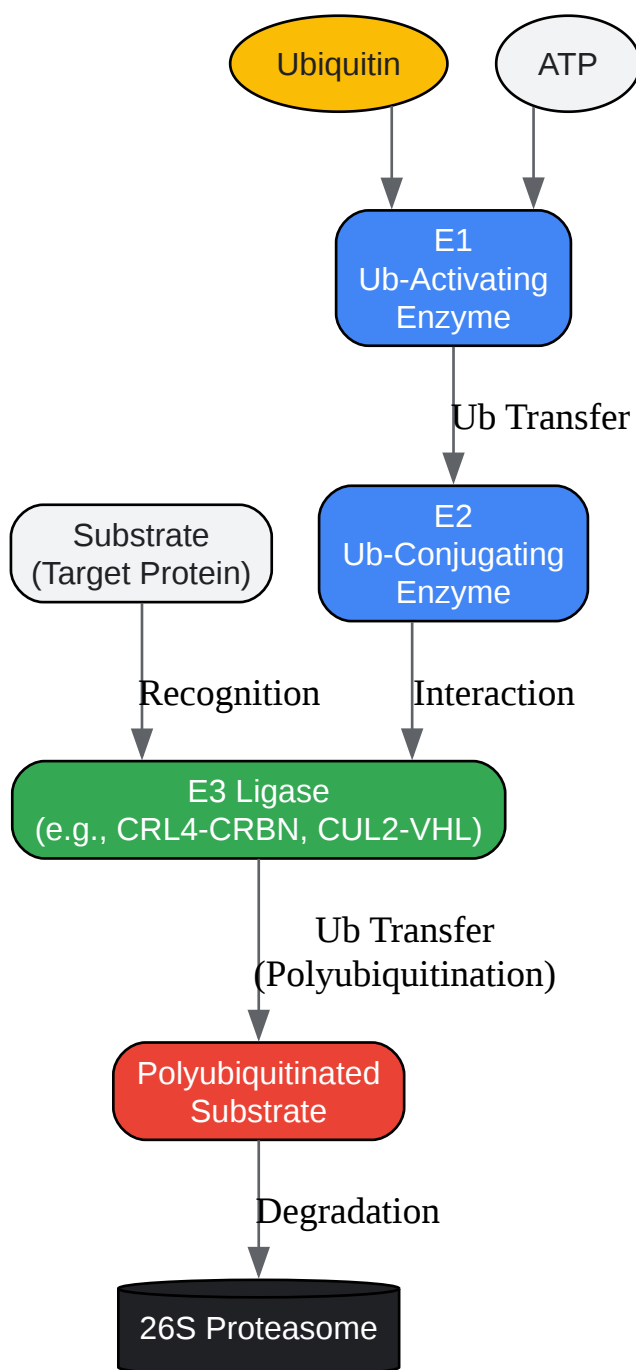 Ubiquitin
ATP
E1
Ub-Activating
Enzyme
Ub Transfer
Substrate
(Target Protein)
E2
Ub-Conjugating
Enzyme
Recognition
Interaction
E3 Ligase
(e.g., CRL4-CRBN, CUL2-VHL)
Ub Transfer
(Polyubiquitination)
Polyubiquitinated
Substrate
Degradation
26S Proteasome